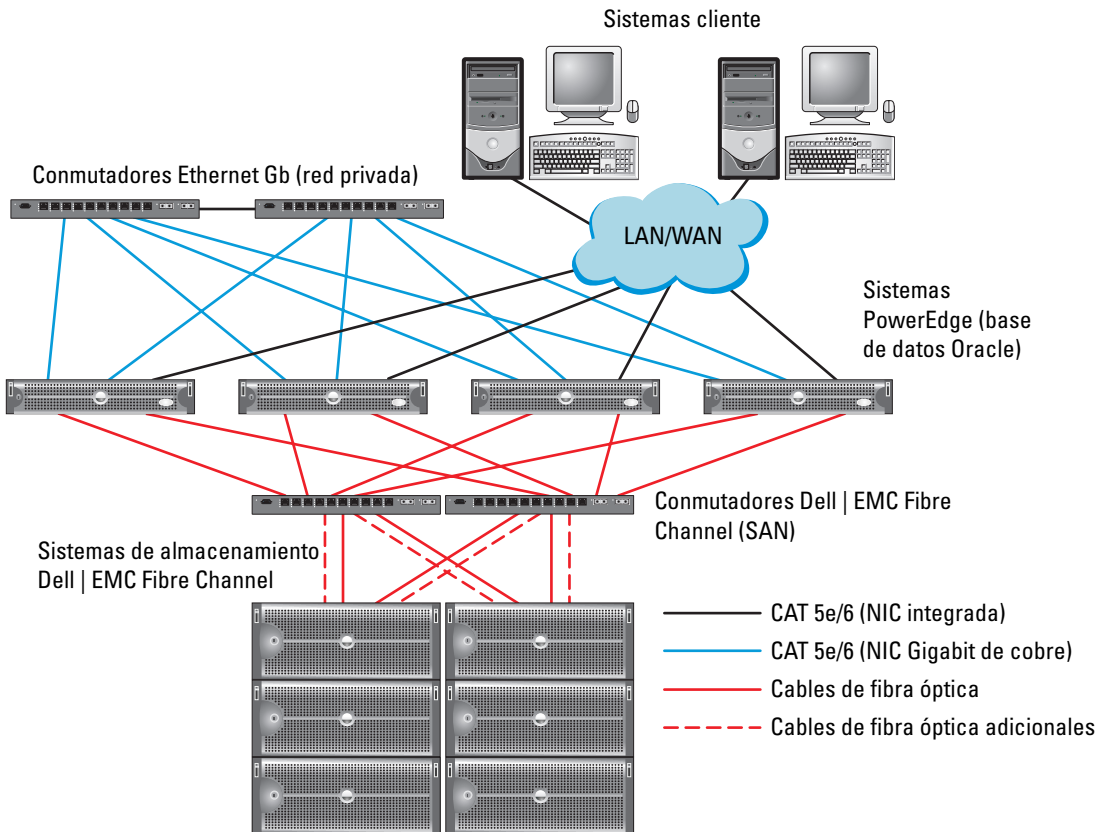 Sistemas cliente
Conmutadores Ethernet Gb (red privada)
LAN/WAN
Sistemas
PowerEdge (base
de datos Oracle)
Conmutadores Dell | EMC Fibre
Channel (SAN)
Sistemas de almacenamiento
Dell | EMC Fibre Channel
CAT 5e/6 (NIC integrada)
CAT 5e/6 (NIC Gigabit de cobre)
Cables de fibra óptica
Cables de fibra óptica adicionales